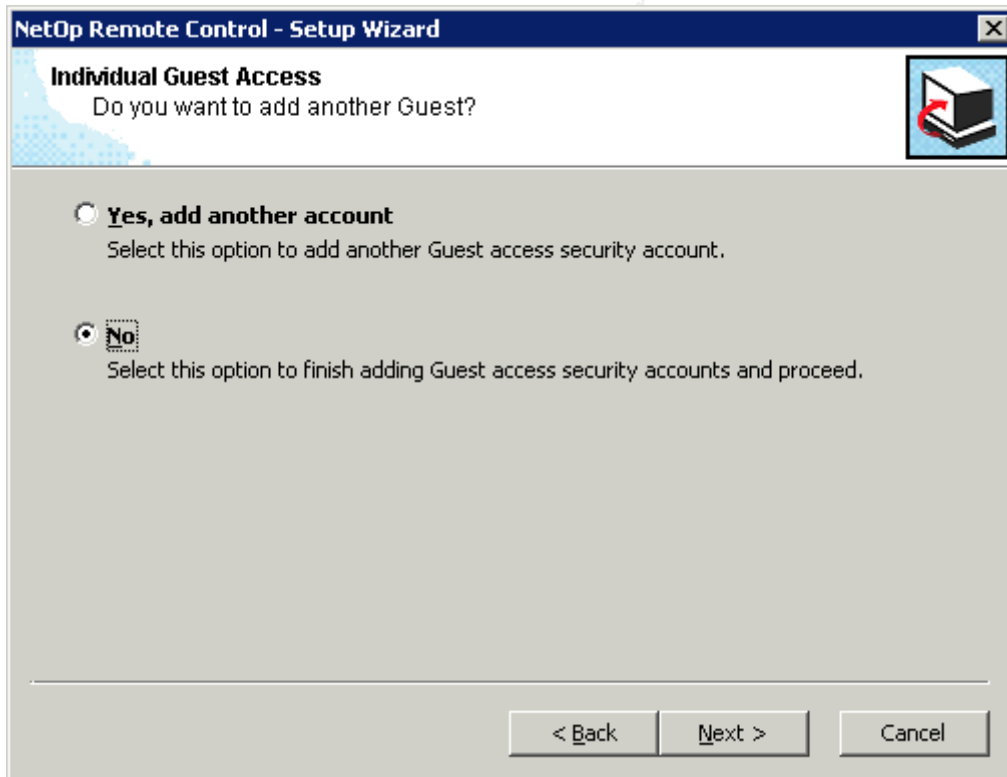 NetOp Remote Control - Setup Wizard
Individual Guest Access
Do you want to add another Guest?
Yes, add another account
Select this option to add another Guest access security account.
No
Select this option to finish adding Guest access security accounts and proceed.
< Back
Next >
Cancel